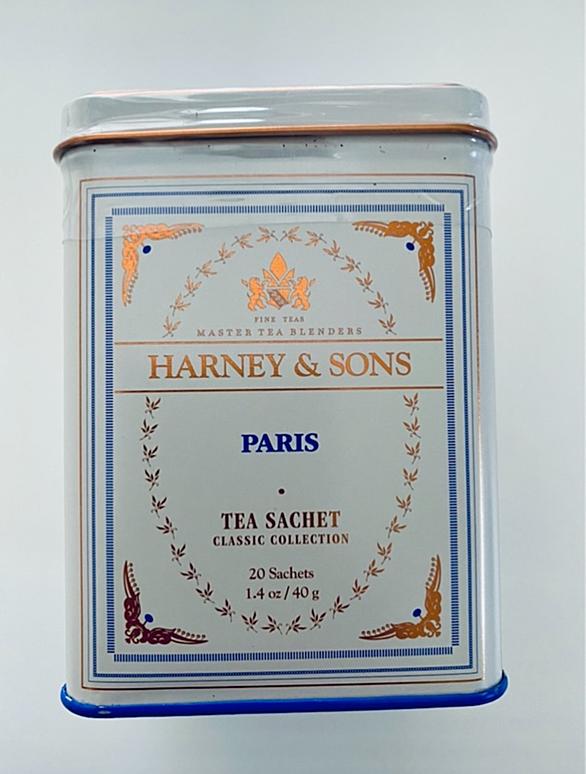 FINE TEAS
MASTER TEA BLENDERS
HARNEY & SONS
PARIS
•
TEA SACHET
CLASSIC COLLECTION
20 Sachets
1.4 oz / 40 g